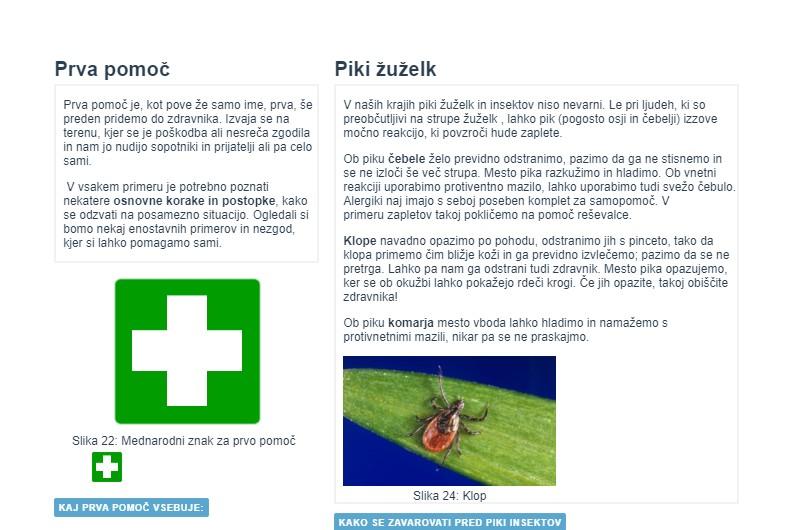 Prva pomoč
Prva pomoč je, kot pove že samo ime, prva, še
preden pridemo do zdravnika. Izvaja se na
terenu, kjer se je poškodba ali nesreča zgodila
in nam jo nudijo sopotniki in prijatelji ali pa celo
sami.
V vsakem primeru je potrebno poznati
nekatere osnovne korake in postopke, kako
se odzvati na posamezno situacijo. Ogledali si
bomo nekaj enostavnih primerov in nezgod,
kjer si lahko pomagamo sami.
Slika 22: Mednarodni znak za prvo pomoč
KAJ PRVA POMOČ VSEBUJE:
Piki žuželk
V naših krajih piki žuželk in insektov niso nevarni. Le pri ljudeh, ki so
preobčutljivi na strupe žuželk , lahko pik (pogosto osji in čebelji) izzove
močno reakcijo, ki povzroči hude zaplete.
Ob piku čebele želo previdno odstranimo, pazimo da ga ne stisnemo in
se ne izloči še več strupa. Mesto pika razkužimo in hladimo. Ob vnetni
reakciji uporabimo protiventno mazilo, lahko uporabimo tudi svežo čebulo.
Alergiki naj imajo s seboj poseben komplet za samopomoč. V
primeru zapletov takoj pokličemo na pomoč reševalce.
Klope navadno opazimo po pohodu, odstranimo jih s pinceto, tako da
klopa primemo čim bližje koži in ga previdno izvlečemo; pazimo da se ne
pretrga. Lahko pa nam ga odstrani tudi zdravnik. Mesto pika opazujemo,
ker se ob okužbi lahko pokažejo rdeči krogi. Če jih opazite, takoj obiščite
zdravnika!
Ob piku komarja mesto vboda lahko hladimo in namažemo s
protivnetnimi mazili, nikar pa se ne praskajmo.
Slika 24: Klop
KAKO SE ZAVAROVATI PRED PIKI INSEKTOV